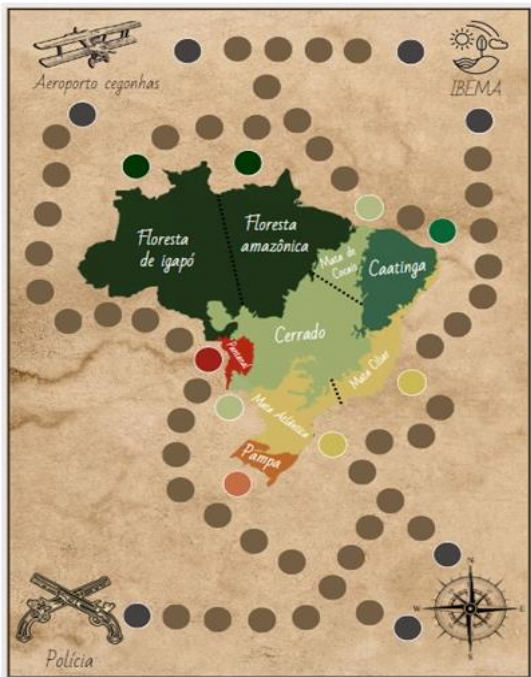 Aeroporto cegonhas
IBEMA
Floresta
de igapó
Floresta
amazônica
Mata de
Cocais
Caatinga
Cerrado
Pantanal
Mata Ciliar
Mata Atlântica
Pampa
N
W
E
S
Polícia